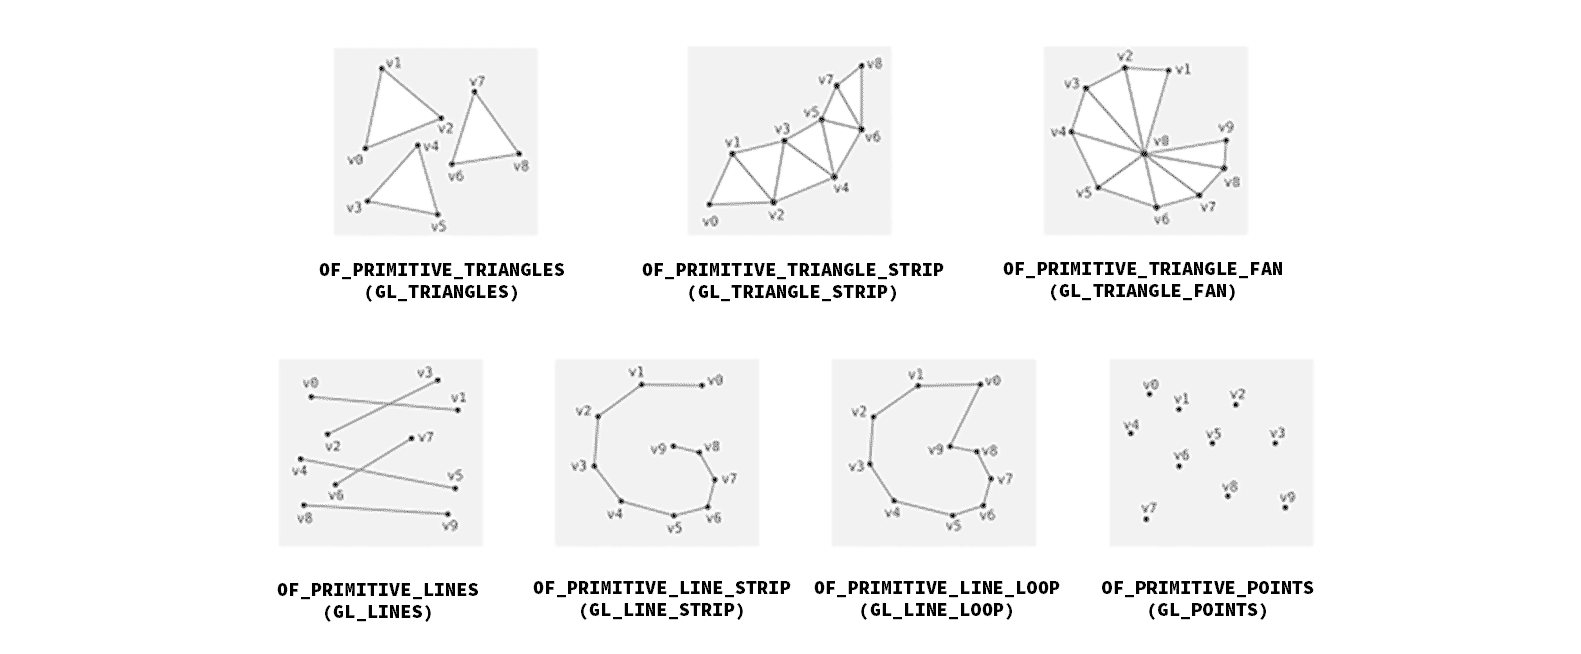 v1
v2
v0
v4
v3
v5
v7
v6
v8
v8
v7
v5
v6
v3
v1
v4
v2
v0
v2
v1
v3
v4
v0
v9
v8
v5
v7
v6
OF_PRIMITIVE_TRIANGLES
(GL_TRIANGLES)
OF_PRIMITIVE_TRIANGLE_STRIP
(GL_TRIANGLE_STRIP)
OF_PRIMITIVE_TRIANGLE_FAN
(GL_TRIANGLE_FAN)
v3
v0
v1
v2
v7
v4
v5
v6
v8
v9
v1
v0
v2
v9
v8
v3
v7
v4
v6
v5
v1
v0
v2
v9
v8
v3
v7
v4
v6
v5
v0
v2
v1
v4
v5
v3
v6
v8
v9
v7
OF_PRIMITIVE_LINES
(GL_LINES)
OF_PRIMITIVE_LINE_STRIP
(GL_LINE_STRIP)
OF_PRIMITIVE_LINE_LOOP
(GL_LINE_LOOP)
OF_PRIMITIVE_POINTS
(GL_POINTS)